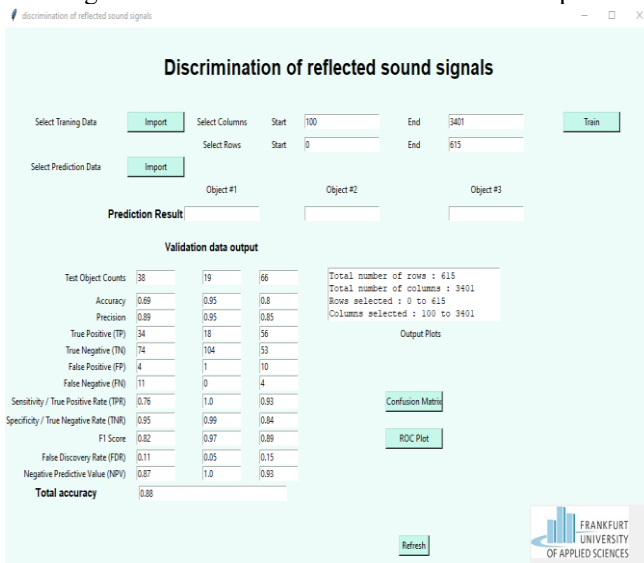 discrimination of reflected sound signals
Discrimination of reflected sound signals
Select Traning Data Import Select Columns Start 100 End 3401 Train
Select Rows Start 0 End 615
Select Prediction Data Import
Object #1 Object #2 Object #3
Prediction Result
Validation data output
Test Object Counts 38 19 66
Accuracy 0.69 0.95 0.8
Precision 0.89 0.95 0.85
True Positive (TP) 34 18 56
True Negative (TN) 74 104 53
False Positive (FP) 4 1 10
False Negative (FN) 11 0 4
Sensitivity / True Positive Rate (TPR) 0.76 1.0 0.93
Specificity / True Negative Rate (TNR) 0.95 0.99 0.84
F1 Score 0.82 0.97 0.89
False Discovery Rate (FDR) 0.11 0.05 0.15
Negative Predictive Value (NPV) 0.87 1.0 0.93
Total accuracy 0.88
Total number of rows : 615
Total number of columns : 3401
Rows selected : 0 to 615
Columns selected : 100 to 3401
Output Plots
Confusion Matrix
ROC Plot
Refresh
FRANKFURT
UNIVERSITY
OF APPLIED SCIENCES